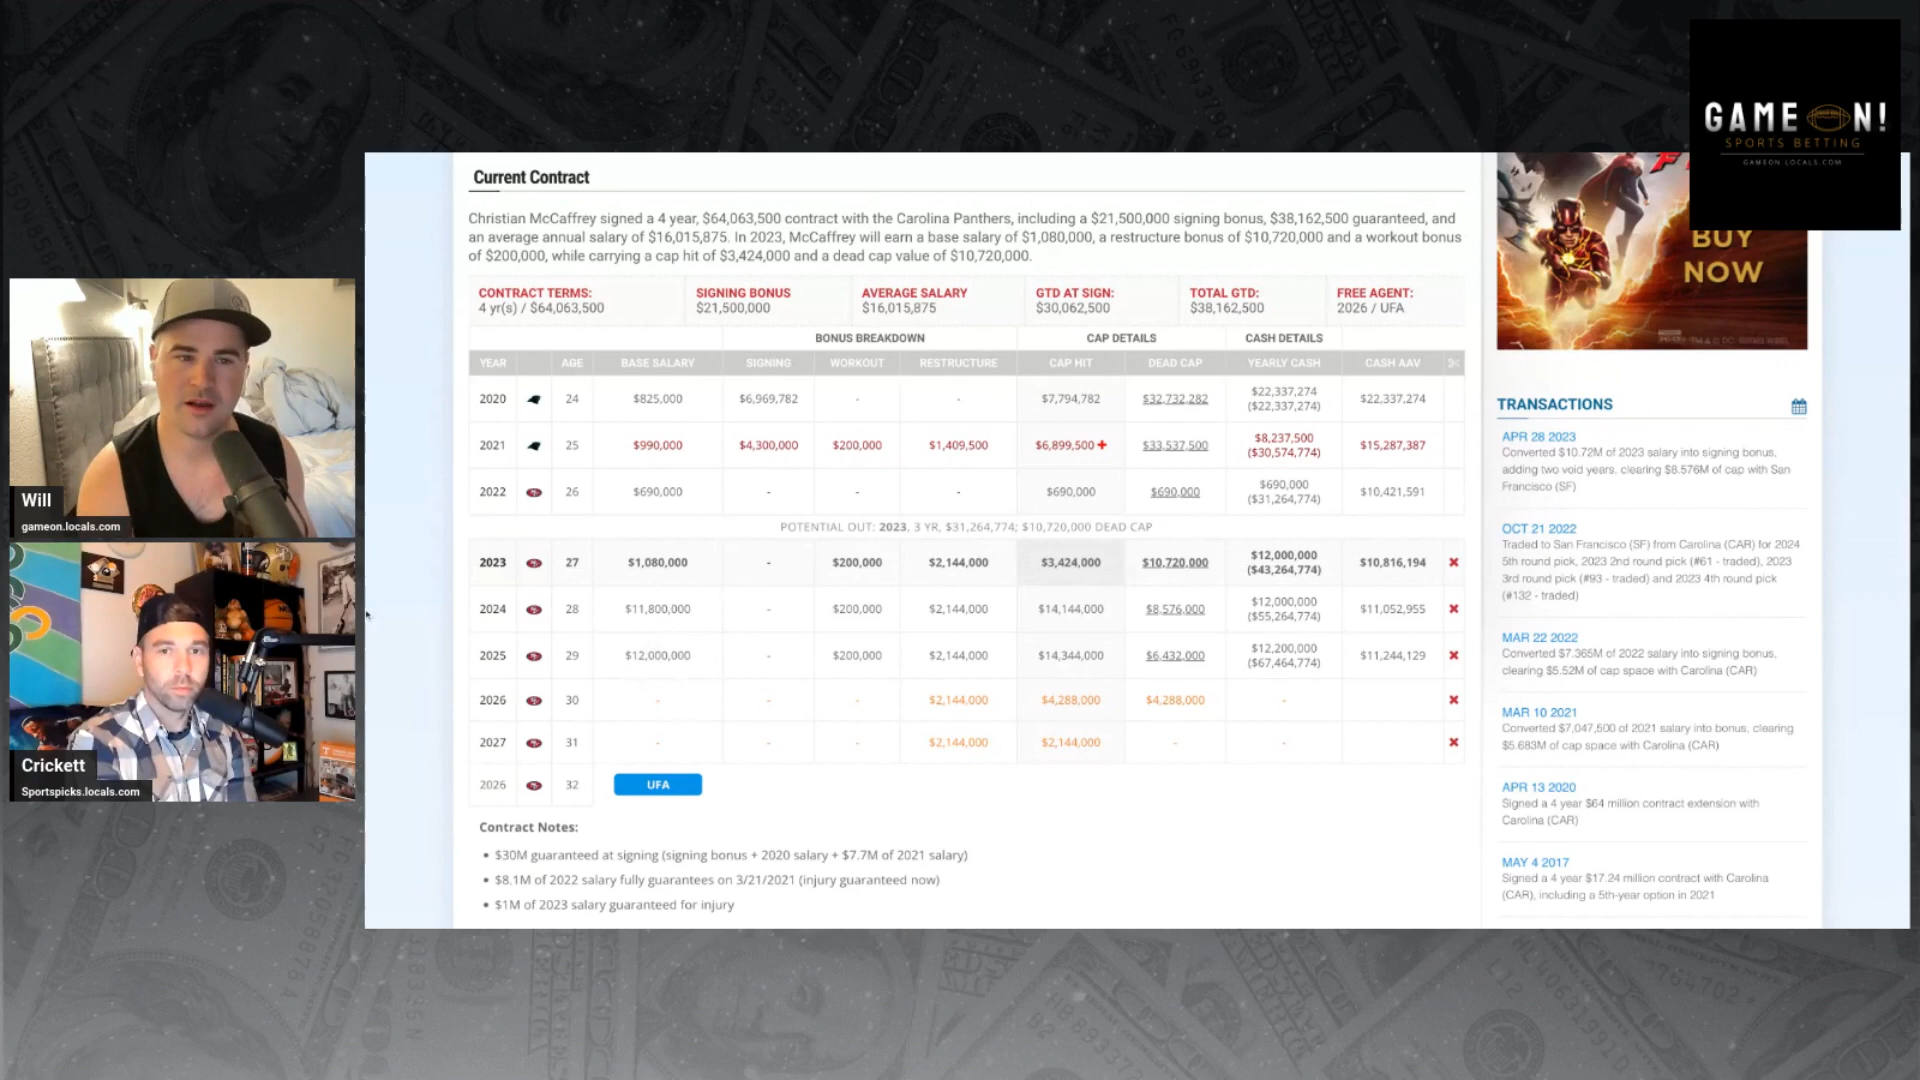 GAME ON!
SPORTS BETTING
GAMEON.LOCALS.COM
Will
gameon.locals.com
Crickett
Sportspicks.locals.com
Current Contract
Christian McCaffrey signed a 4 year, $64,063,500 contract with the Carolina Panthers, including a $21,500,000 signing bonus, $38,162,500 guaranteed, and
an average annual salary of $16,015,875. In 2023, McCaffrey will earn a base salary of $1,080,000, a restructure bonus of $10,720,000 and a workout bonus
of $200,000, while carrying a cap hit of $3,424,000 and a dead cap value of $10,720,000.
CONTRACT TERMS: SIGNING BONUS AVERAGE SALARY GTD AT SIGN: TOTAL GTD: FREE AGENT:
4 yr(s) / $64,063,500 $21,500,000 $16,015,875 $30,062,500 $38,162,500 2026 / UFA
BONUS BREAKDOWN CAP DETAILS CASH DETAILS
YEAR AGE BASE SALARY SIGNING WORKOUT RESTRUCTURE CAP HIT DEAD CAP YEARLY CASH CASH AAV
2020 24 $825,000 $6,969,782 - - $7,794,782 $32,732,282 $22,337,274 ($22,337,274) $22,337,274
2021 25 $990,000 $4,300,000 $200,000 $1,409,500 $6,899,500 + $33,537,500 $8,237,500 ($30,574,774) $15,287,387
2022 26 $690,000 - - - $690,000 $690,000 $690,000 ($31,264,774) $10,421,591
POTENTIAL OUT: 2023, 3 YR, $31,264,774; $10,720,000 DEAD CAP
2023 27 $1,080,000 - $200,000 $2,144,000 $3,424,000 $10,720,000 $12,000,000 ($43,264,774) $10,816,194
2024 28 $11,800,000 - $200,000 $2,144,000 $14,144,000 $8,576,000 $12,000,000 ($55,264,774) $11,052,955
2025 29 $12,000,000 - $200,000 $2,144,000 $14,344,000 $6,432,000 $12,200,000 ($67,464,774) $11,244,129
2026 30 - - - $2,144,000 $4,288,000 $4,288,000 -
2027 31 - - - $2,144,000 $2,144,000 - -
2026 32 UFA
Contract Notes:
• $30M guaranteed at signing (signing bonus + 2020 salary + $7.7M of 2021 salary)
• $8.1M of 2022 salary fully guarantees on 3/21/2021 (injury guaranteed now)
• $1M of 2023 salary guaranteed for injury
BUY
NOW
TRANSACTIONS
APR 28 2023
Converted $10.72M of 2023 salary into signing bonus,
adding two void years, clearing $8.576M of cap with San
Francisco (SF)
OCT 21 2022
Traded to San Francisco (SF) from Carolina (CAR) for 2024
5th round pick, 2023 2nd round pick (#61 - traded), 2023
3rd round pick (#93 - traded) and 2023 4th round pick
(#132 - traded)
MAR 22 2022
Converted $7.365M of 2022 salary into signing bonus,
clearing $5.52M of cap space with Carolina (CAR)
MAR 10 2021
Converted $7,047,500 of 2021 salary into bonus, clearing
$5.683M of cap space with Carolina (CAR)
APR 13 2020
Signed a 4 year $64 million contract extension with
Carolina (CAR)
MAY 4 2017
Signed a 4 year $17.24 million contract with Carolina
(CAR), including a 5th-year option in 2021